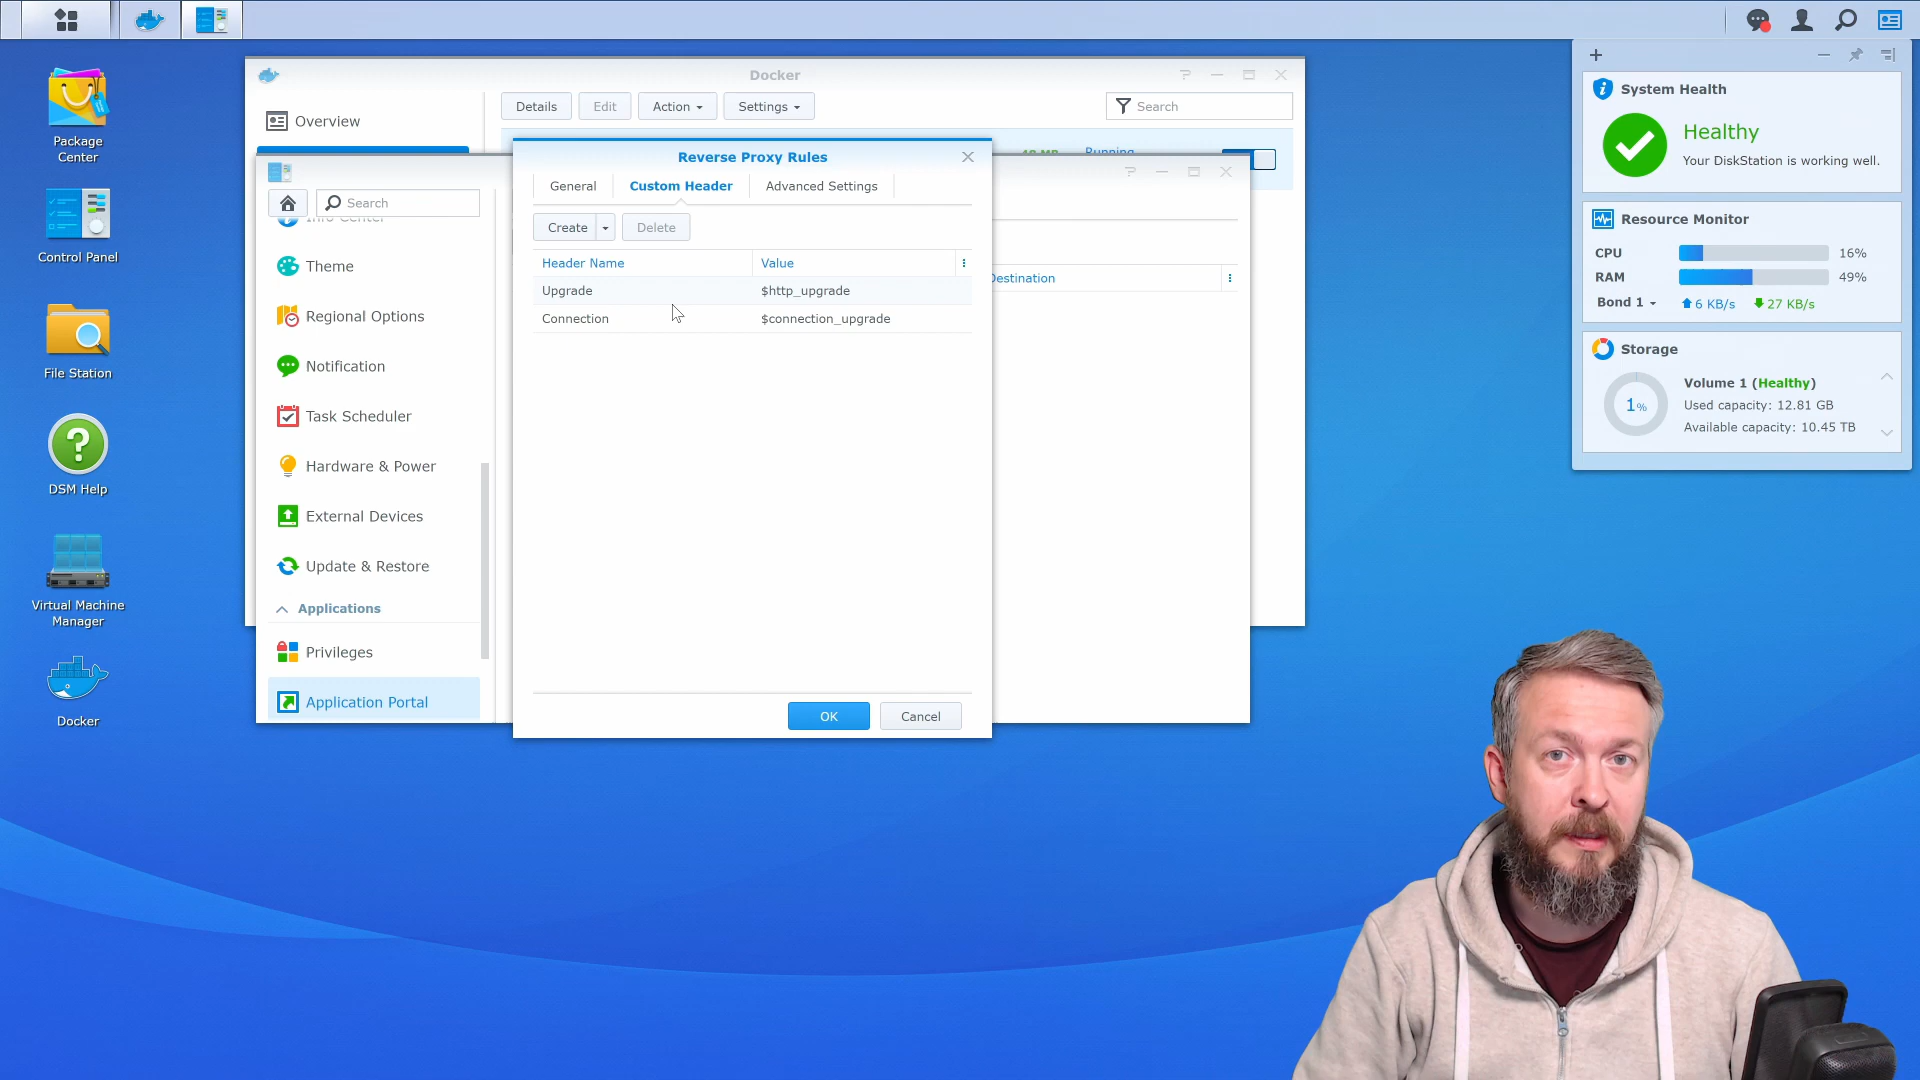 Package
Center
Control Panel
File Station
DSM Help
Virtual Machine
Manager
Docker
Docker
Overview
Details
Edit
Action
Settings
Search
Running
Search
Info Center
Theme
Regional Options
Notification
Task Scheduler
Hardware & Power
External Devices
Update & Restore
Applications
Privileges
Application Portal
Destination
Reverse Proxy Rules
General
Custom Header
Advanced Settings
Create
Delete
Header Name
Value
Upgrade
$http_upgrade
Connection
$connection_upgrade
OK
Cancel
System Health
Healthy
Your DiskStation is working well.
Resource Monitor
CPU
16%
RAM
49%
Bond 1
6 KB/s
27 KB/s
Storage
1%
Volume 1 (Healthy)
Used capacity: 12.81 GB
Available capacity: 10.45 TB